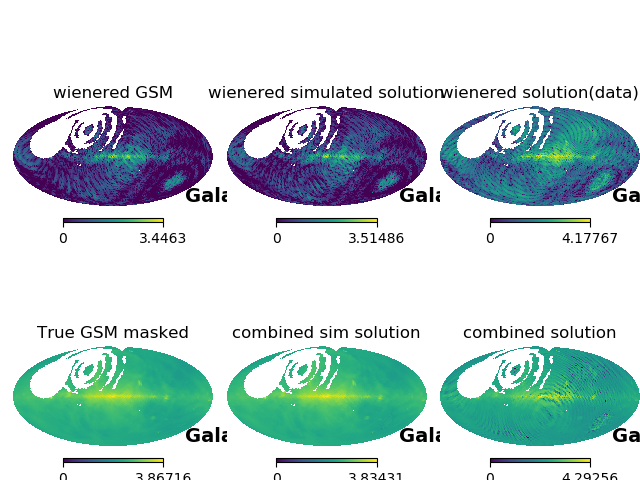 wienered GSM
wienered simulated solution
wienered solution(data)
Gala
Gala
Ga
0 3.4463
0 3.51486
0 4.17767
True GSM masked
combined sim solution
combined solution
Gala
Gala
Ga
0 3.86716
0 3.83431
0 4.29256